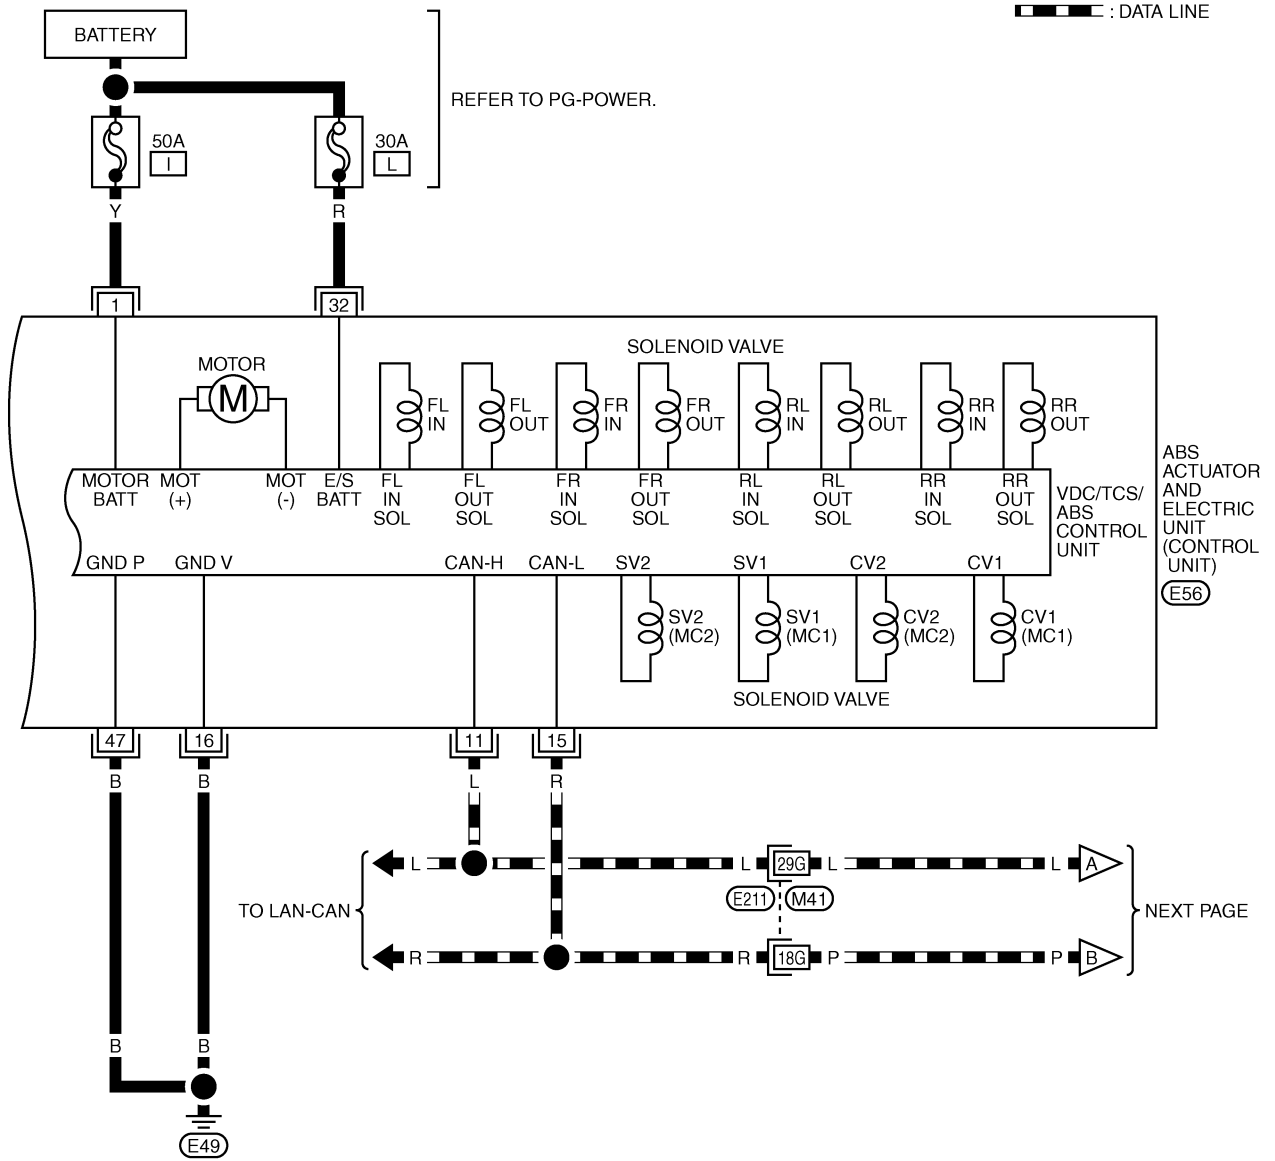 : DATA LINE
BATTERY
REFER TO PG-POWER.
50A
I
30A
L
Y
R
1
32
SOLENOID VALVE
MOTOR
M
FL IN
FL OUT
FR IN
FR OUT
RL IN
RL OUT
RR IN
RR OUT
MOTOR BATT
MOT (+)
MOT (-)
E/S BATT
FL IN SOL
FL OUT SOL
FR IN SOL
FR OUT SOL
RL IN SOL
RL OUT SOL
RR IN SOL
RR OUT SOL
VDC/TCS/
ABS
CONTROL
UNIT
ABS
ACTUATOR
AND
ELECTRIC
UNIT
(CONTROL
UNIT)
E56
GND P
GND V
CAN-H
CAN-L
SV2
SV1
CV2
CV1
SV2 (MC2)
SV1 (MC1)
CV2 (MC2)
CV1 (MC1)
SOLENOID VALVE
47
16
11
15
B
B
L
R
L
L
29G
L
L
A
TO LAN-CAN
E211
M41
NEXT PAGE
R
R
18G
P
P
B
B
B
E49